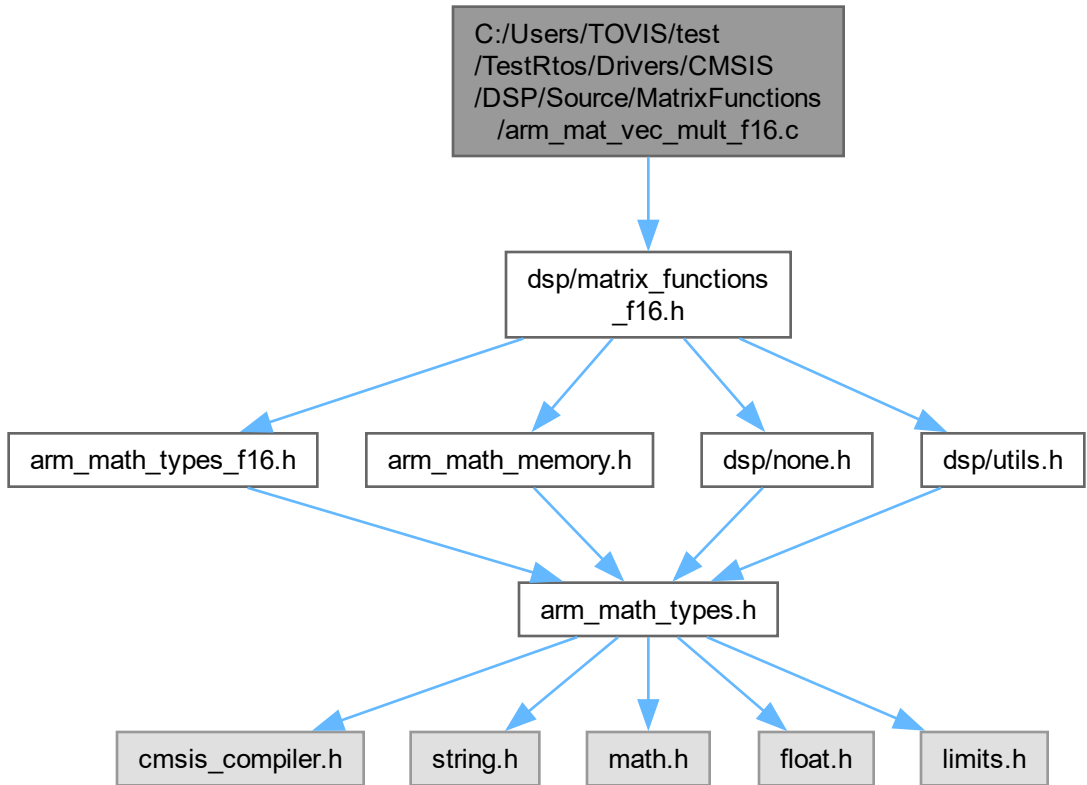 C:/Users/TOVIS/test
/TestRtos/Drivers/CMSIS
/DSP/Source/MatrixFunctions
/arm_mat_vec_mult_f16.c
dsp/matrix_functions
_f16.h
arm_math_types_f16.h
arm_math_memory.h
dsp/none.h
dsp/utils.h
arm_math_types.h
cmsis_compiler.h
string.h
math.h
float.h
limits.h